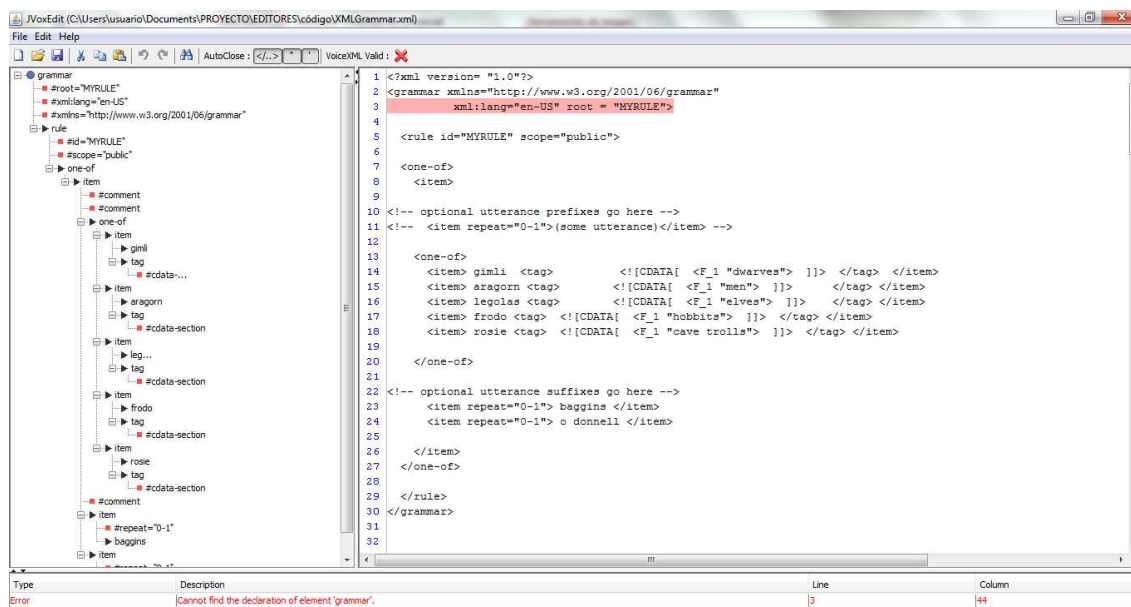 JVoxEdit (C:\Users\usuario\Documents\PROYECTO\EDITORES\código\XMLGrammar.xml)
File Edit Help
AutoClose : </..> " ' VoiceXML Valid :
grammar
#root="MYRULE"
#xml:lang="en-US"
#xmlns="http://www.w3.org/2001/06/grammar"
rule
#id="MYRULE"
#scope="public"
one-of
item
#comment
#comment
one-of
item
gimli
tag
#cdata-...
item
aragorn
tag
#cdata-section
item
leg...
tag
#cdata-section
item
frodo
tag
#cdata-section
item
rosie
tag
#cdata-section
#comment
item
#repeat="0-1"
baggins
item
#repeat="0-1"
1 <?xml version= "1.0"?>
2 <grammar xmlns="http://www.w3.org/2001/06/grammar"
3 xml:lang="en-US" root = "MYRULE">
4
5 <rule id="MYRULE" scope="public">
6
7 <one-of>
8 <item>
9
10 <!-- optional utterance prefixes go here -->
11 <!-- <item repeat="0-1">(some utterance)</item> -->
12
13 <one-of>
14 <item> gimli <tag> <![CDATA[ <F_1 "dwarves"> ]]> </tag> </item>
15 <item> aragorn <tag> <![CDATA[ <F_1 "men"> ]]> </tag> </item>
16 <item> legolas <tag> <![CDATA[ <F_1 "elves"> ]]> </tag> </item>
17 <item> frodo <tag> <![CDATA[ <F_1 "hobbits"> ]]> </tag> </item>
18 <item> rosie <tag> <![CDATA[ <F_1 "cave trolls"> ]]> </tag> </item>
19
20 </one-of>
21
22 <!-- optional utterance suffixes go here -->
23 <item repeat="0-1"> baggins </item>
24 <item repeat="0-1"> o donnell </item>
25
26 </item>
27 </one-of>
28
29 </rule>
30 </grammar>
31
32
Type Description Line Column
Error Cannot find the declaration of element 'grammar'. 3 44